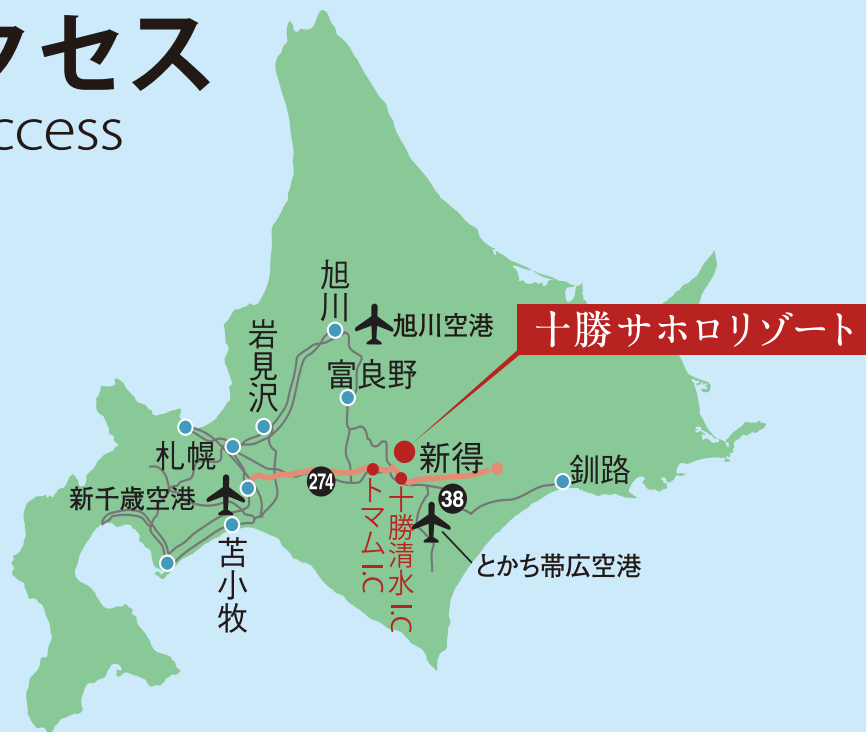 クセス
ccess
旭川
旭川空港
岩見沢
富良野
十勝サホロリゾート
札幌
新得
274
38
釧路
新千歳空港
トマムI.C
十勝清水I.C
苫小牧
とかち帯広空港